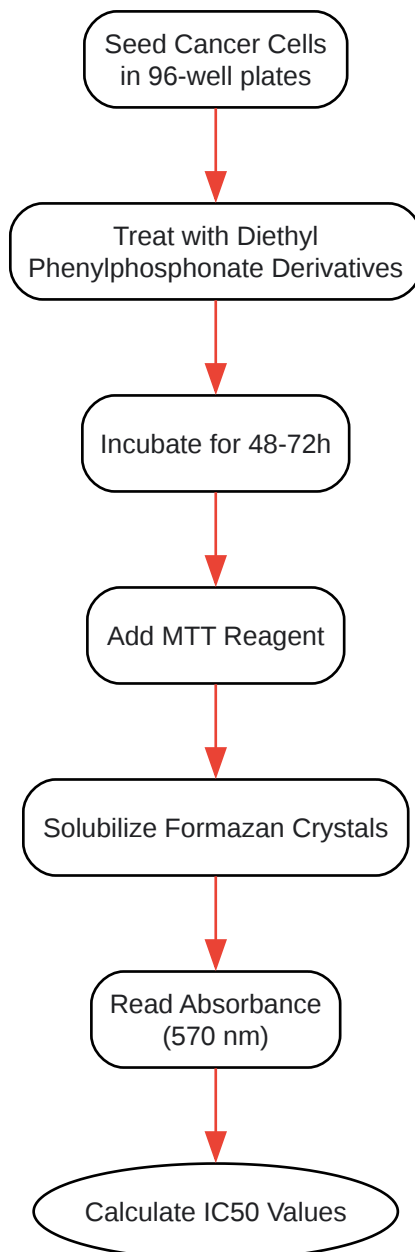 Seed Cancer Cells
in 96-well plates
Treat with Diethyl
Phenylphosphonate Derivatives
Incubate for 48-72h
Add MTT Reagent
Solubilize Formazan Crystals
Read Absorbance
(570 nm)
Calculate IC50 Values